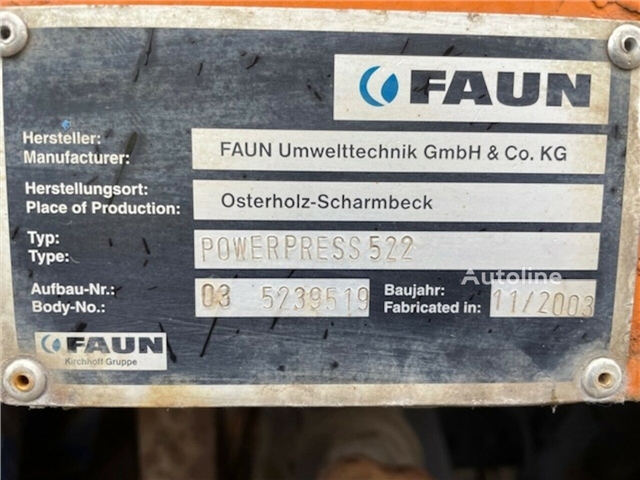 FAUN
Hersteller:
Manufacturer:
FAUN Umwelttechnik GmbH & Co. KG
Herstellungsort:
Place of Production:
Osterholz-Scharmbeck
Typ:
Type:
POWERPRESS 522
Autoline
Aufbau-Nr.:
Body-No.:
03 5239519
Baujahr:
Fabricated in:
11/2003
FAUN
Kirchhoff Gruppe